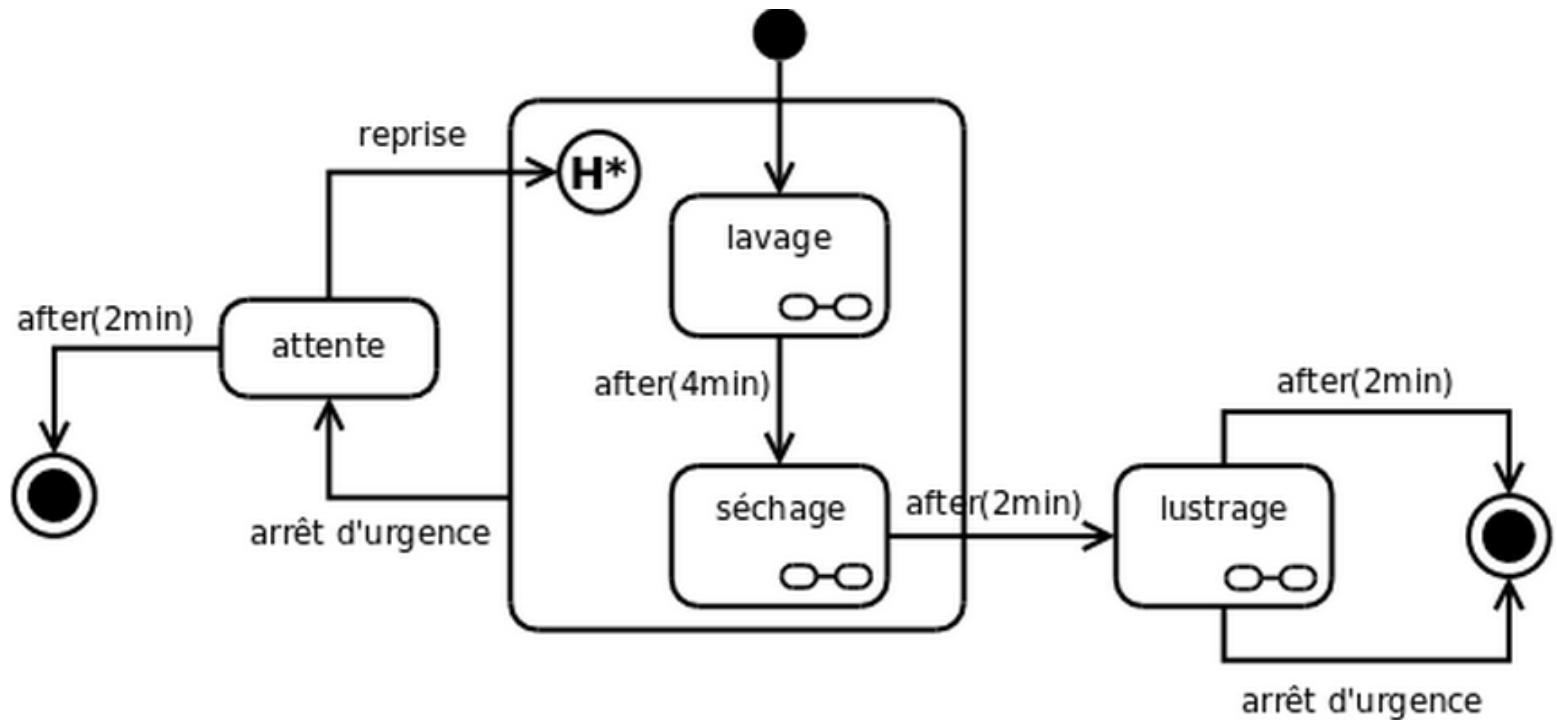 reprise
H*
lavage
after(2min)
attente
after(4min)
after(2min)
séchage
after(2min)
lustrage
arrêt d'urgence
arrêt d'urgence